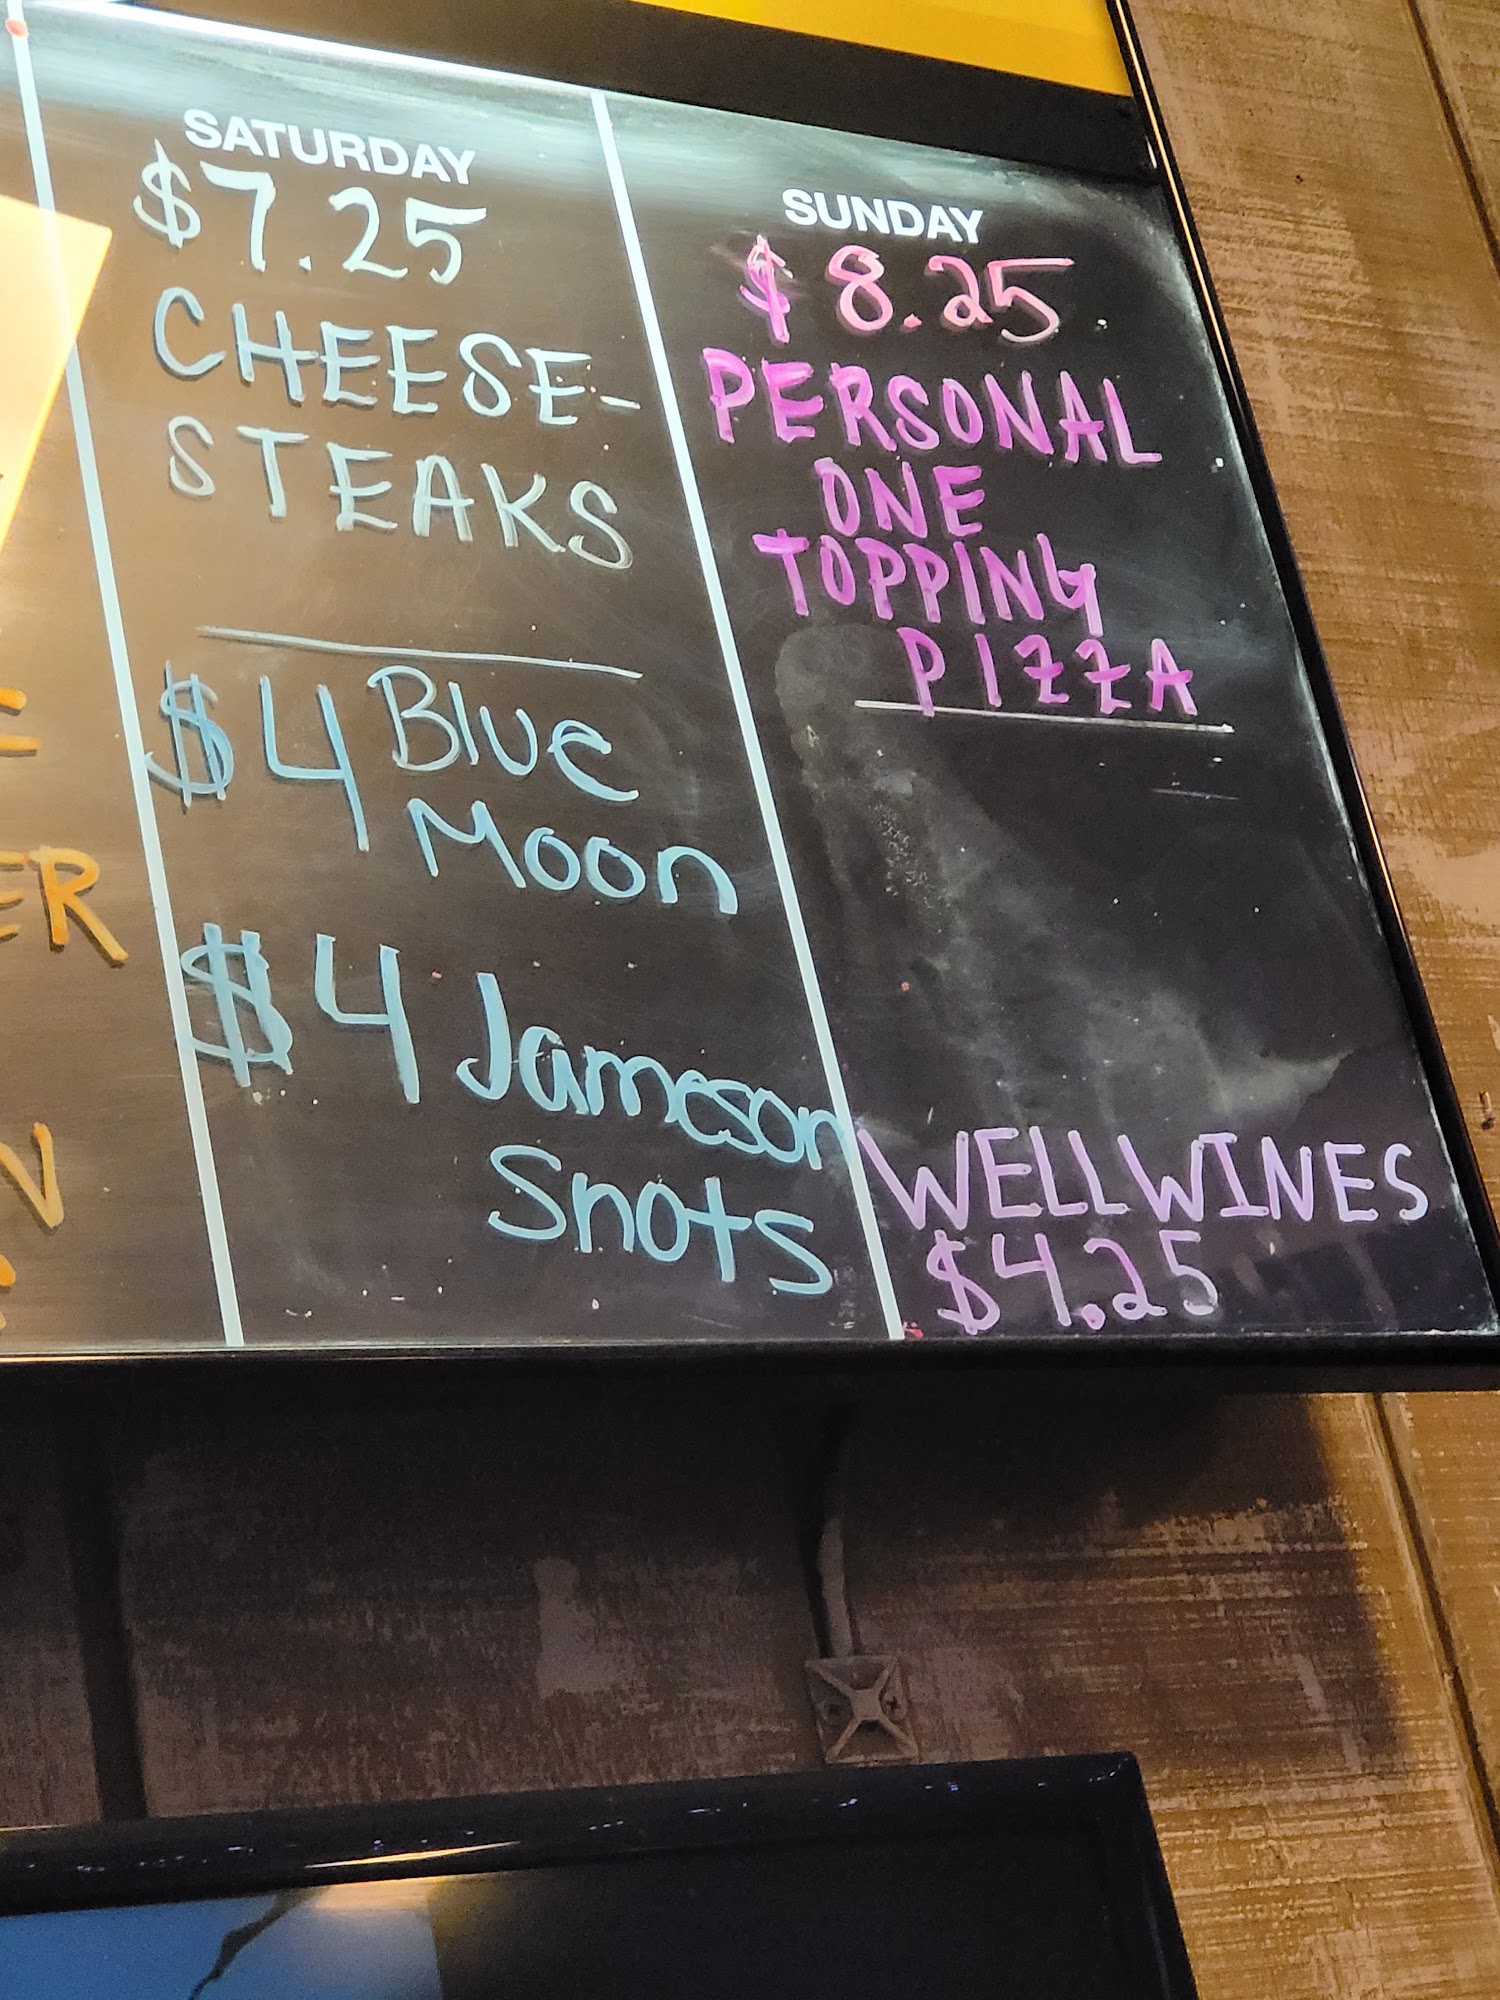 SATURDAY
$7.25
CHEESE-
STEAKS
$4 Blue
Moon
$4 Jameson
Shots
SUNDAY
$8.25
PERSONAL
ONE
TOPPING
PIZZA
WELL WINES
$4.25
E
ER
N